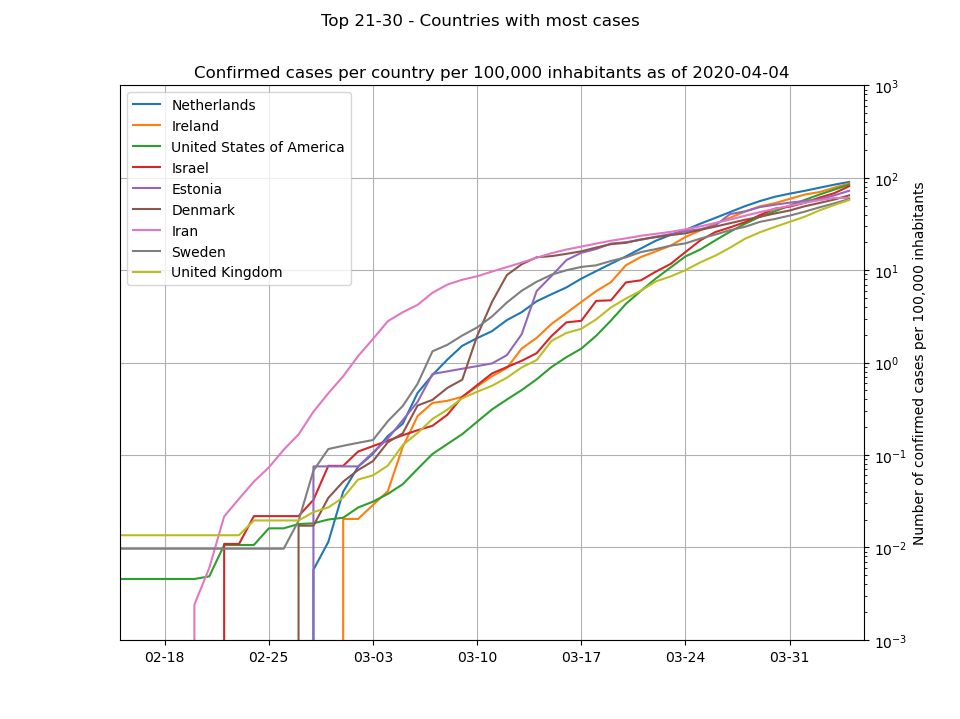 Top 21-30 - Countries with most cases
Confirmed cases per country per 100,000 inhabitants as of 2020-04-04
Netherlands
Ireland
United States of America
Israel
Estonia
Denmark
Iran
Sweden
United Kingdom
10³
10²
10¹
10⁰
10⁻¹
10⁻²
10⁻³
Number of confirmed cases per 100,000 inhabitants
02-18 02-25 03-03 03-10 03-17 03-24 03-31